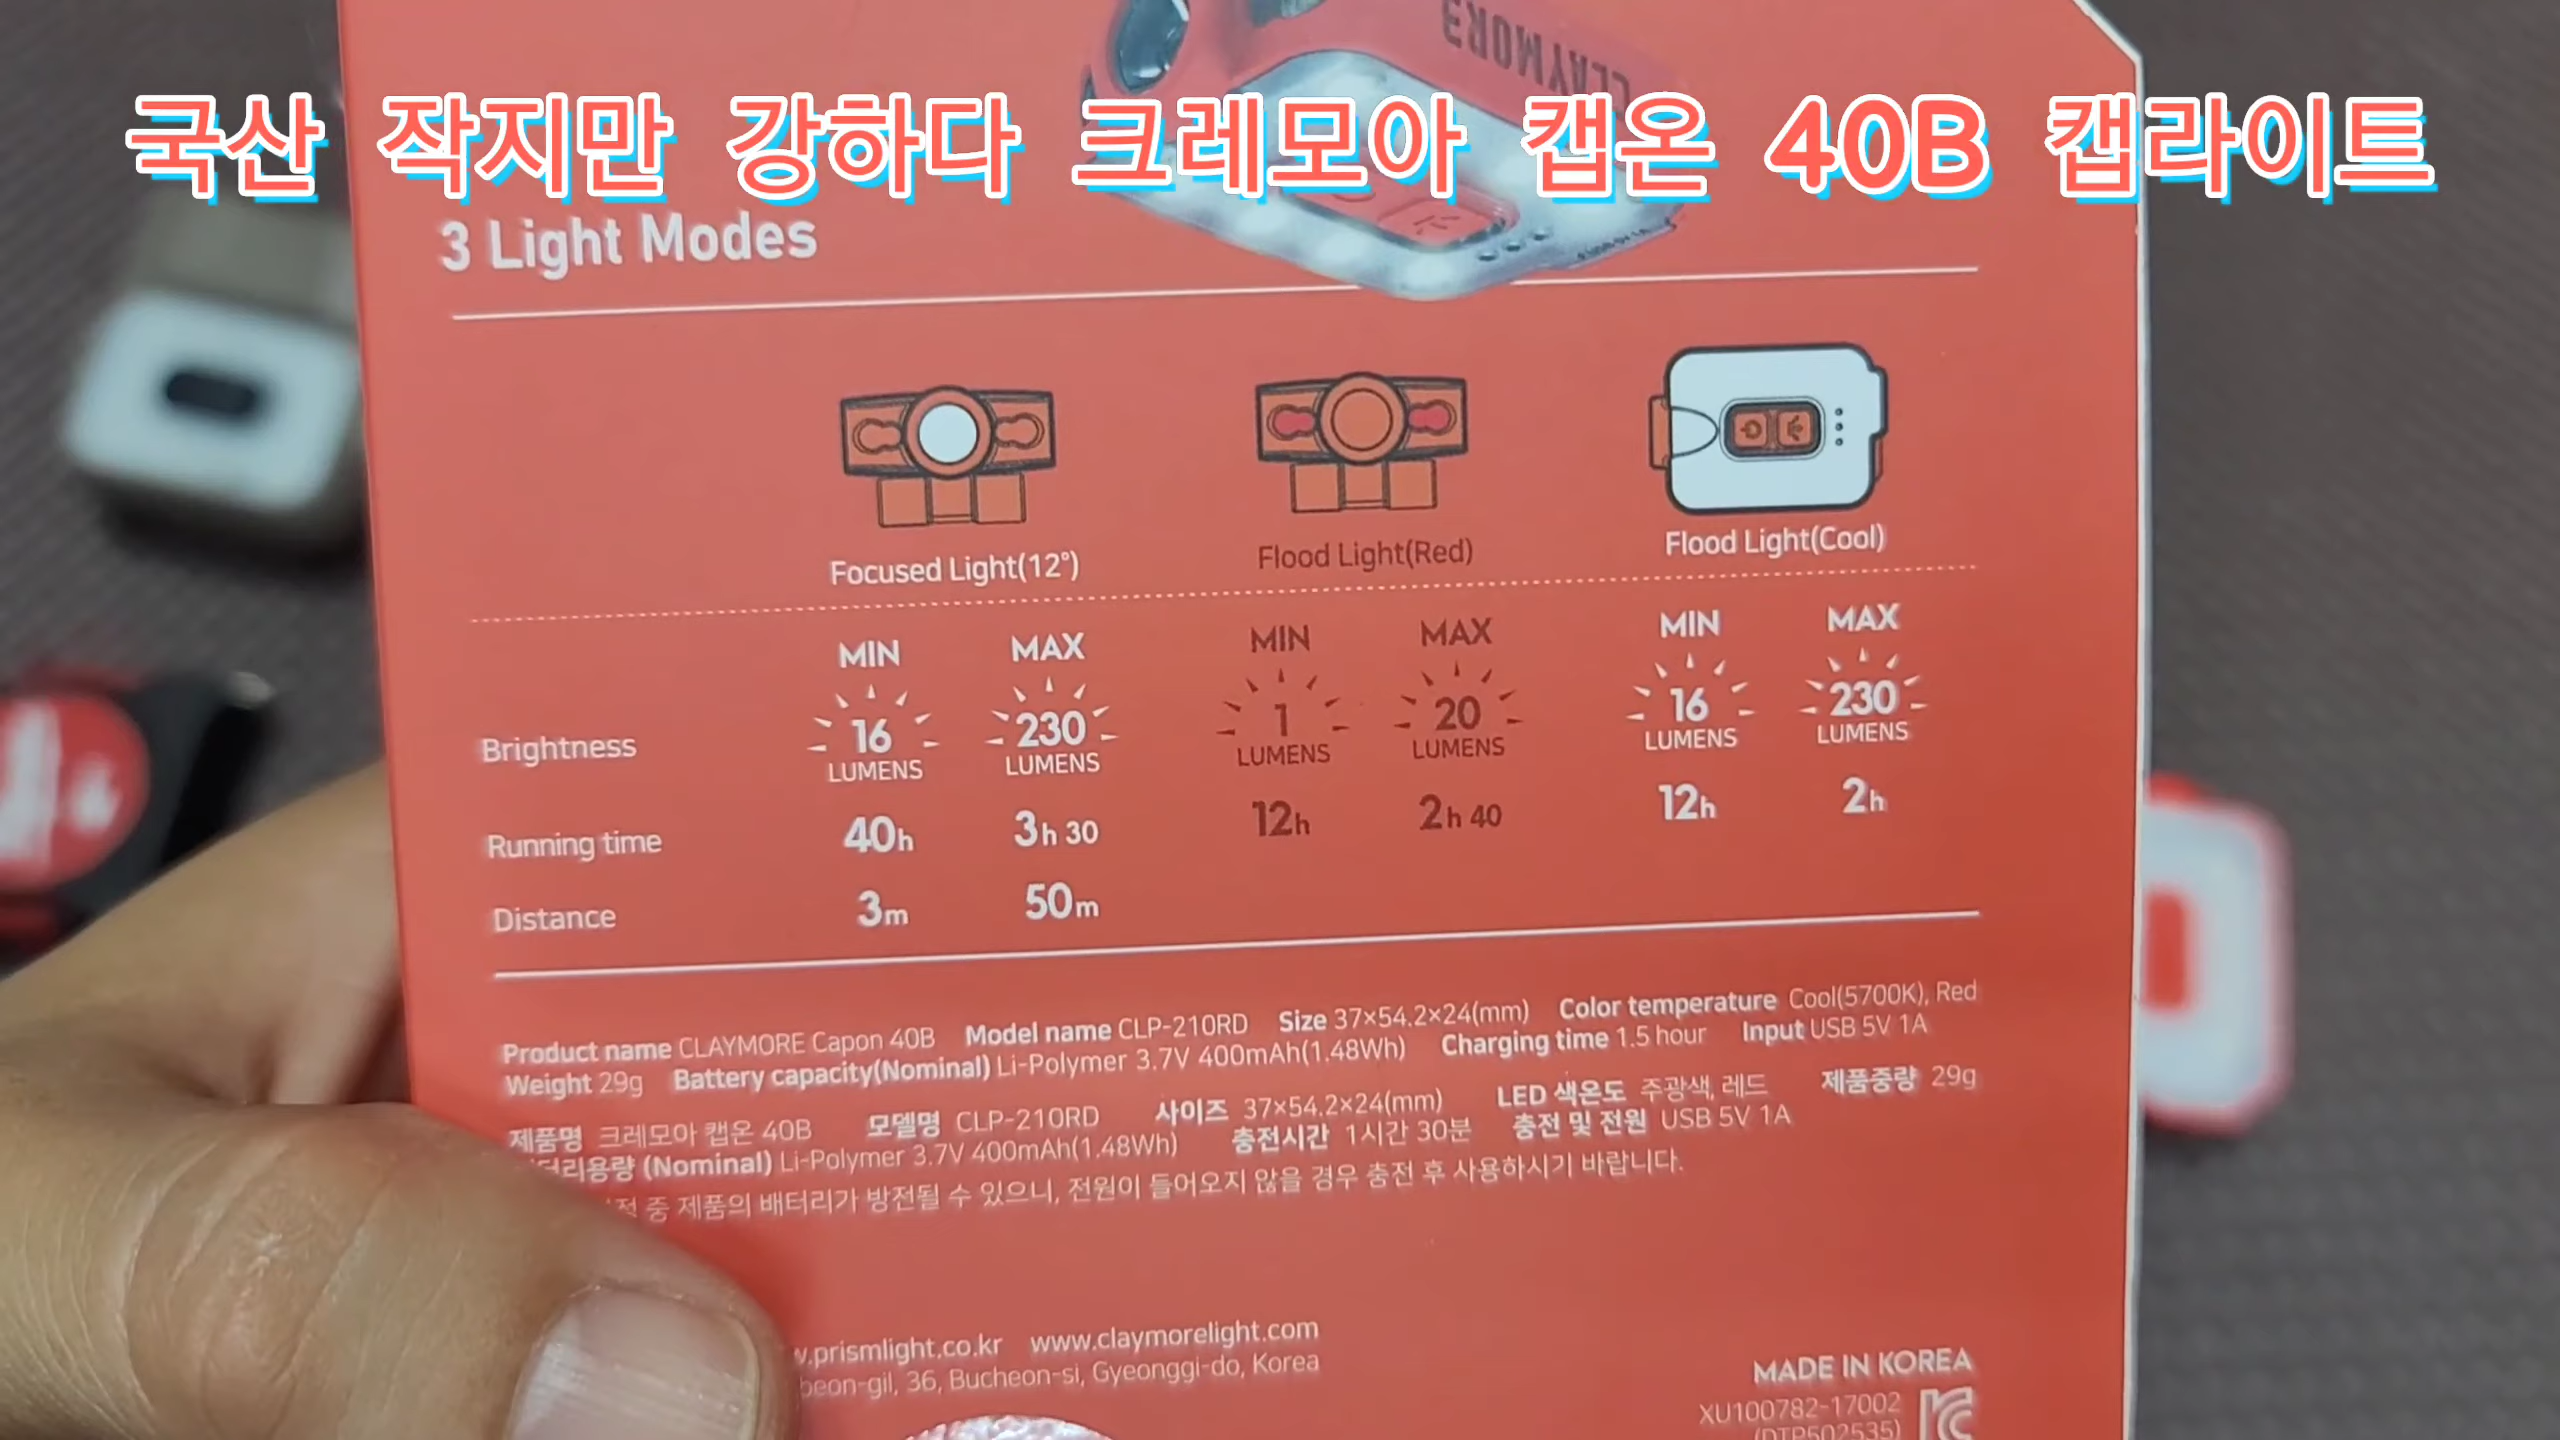 CLAYMORE
국산 작지만 강하다 크레모아 캡온 40B 캡라이트
3 Light Modes
Focused Light(12°) Flood Light(Red) Flood Light(Cool)
MIN MAX MIN MAX MIN MAX
Brightness 16 LUMENS 230 LUMENS 1 LUMENS 20 LUMENS 16 LUMENS 230 LUMENS
Running time 40h 3h 30 12h 2h 40 12h 2h
Distance 3m 50m
Product name CLAYMORE Capon 40B Model name CLP-210RD Size 37×54.2×24(mm) Color temperature Cool(5700K), Red
Weight 29g Battery capacity(Nominal) Li-Polymer 3.7V 400mAh(1.48Wh) Charging time 1.5 hour Input USB 5V 1A
제품명 크레모아 캡온 40B 모델명 CLP-210RD 사이즈 37×54.2×24(mm) LED 색온도 주광색, 레드 제품중량 29g
터리용량 (Nominal) Li-Polymer 3.7V 400mAh(1.48Wh) 충전시간 1시간 30분 충전 및 전원 USB 5V 1A
중 제품의 배터리가 방전될 수 있으니, 전원이 들어오지 않을 경우 충전 후 사용하시기 바랍니다.
.prismlight.co.kr www.claymorelight.com
beon-gil, 36, Bucheon-si, Gyeonggi-do, Korea
MADE IN KOREA
XU100782-17002
(DTP502535)